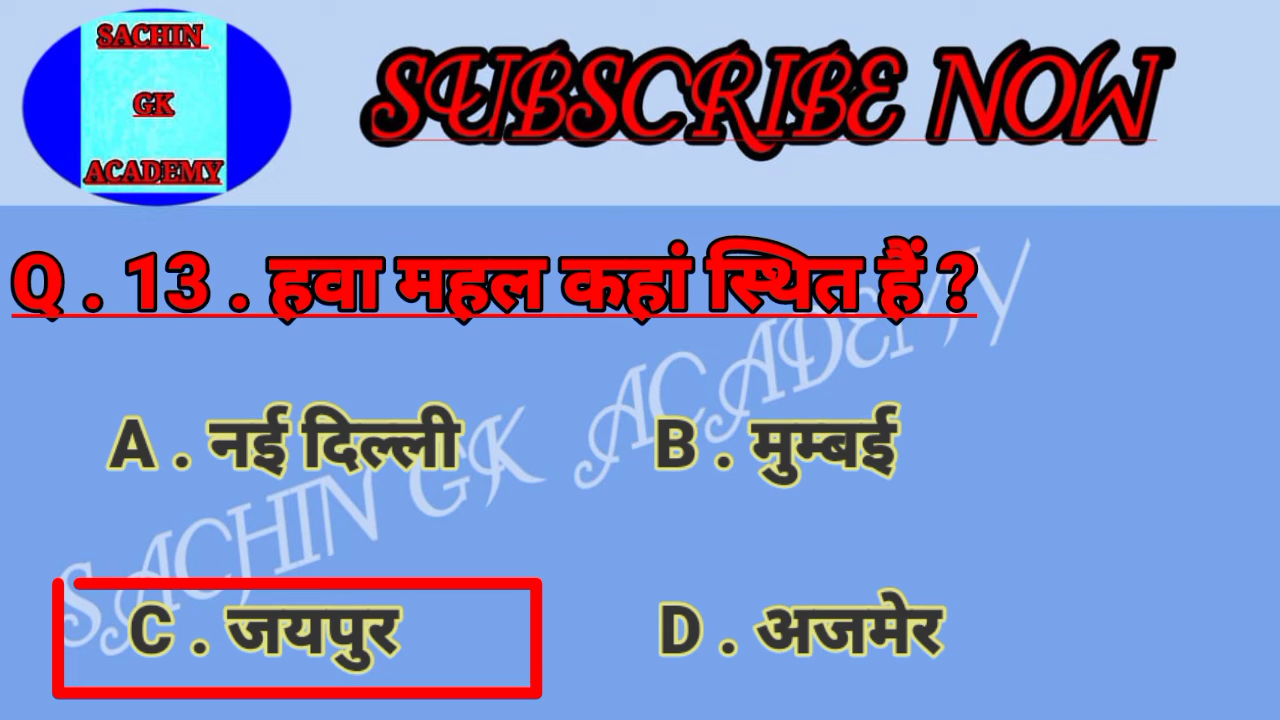 SACHIN
GK
ACADEMY
SUBSCRIBE NOW
Q . 13 . हवा महल कहां स्थित हैं ?
A . नई दिल्ली
B . मुम्बई
C . जयपुर
D . अजमेर
SACHIN GK ACADEMY